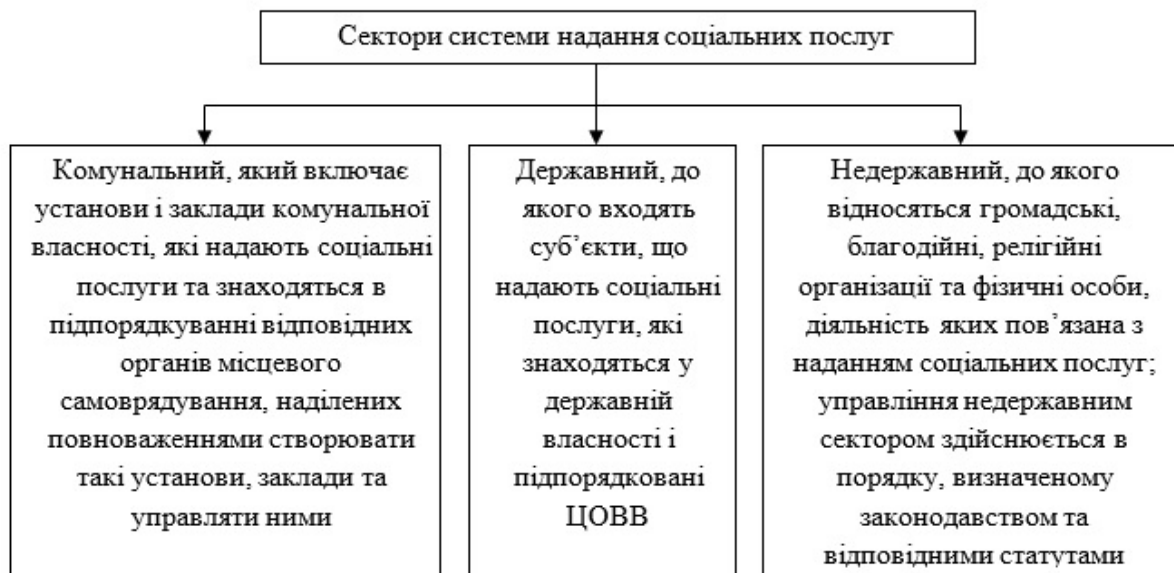 Сектори системи надання соціальних послуг
Комунальний, який включає
установи і заклади комунальної
власності, які надають соціальні
послуги та знаходяться в
підпорядкуванні відповідних
органів місцевого
самоврядування, наділених
повноваженнями створювати
такі установи, заклади та
управляти ними
Державний, до
якого входять
суб’єкти, що
надають соціальні
послуги, які
знаходяться у
державній
власності і
підпорядковані
ЦОВВ
Недержавний, до якого
відносяться громадські,
благодійні, релігійні
організації та фізичні особи,
діяльність яких пов’язана з
наданням соціальних послуг;
управління недержавним
сектором здійснюється в
порядку, визначеному
законодавством та
відповідними статутами